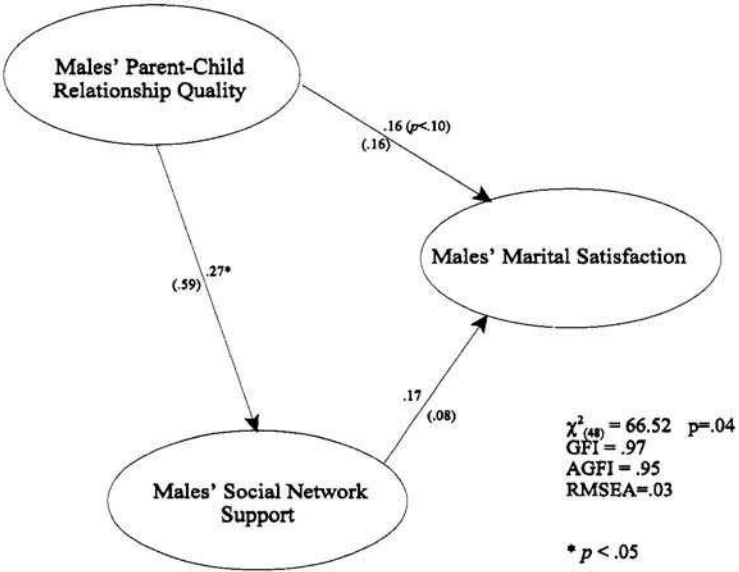 Males' Parent-Child
Relationship Quality
.16 (p<.10)
(.16)
Males' Marital Satisfaction
.27*
(.59)
.17
(.08)
Males' Social Network
Support
χ²(48) = 66.52 p=.04
GFI = .97
AGFI = .95
RMSEA=.03
* p < .05